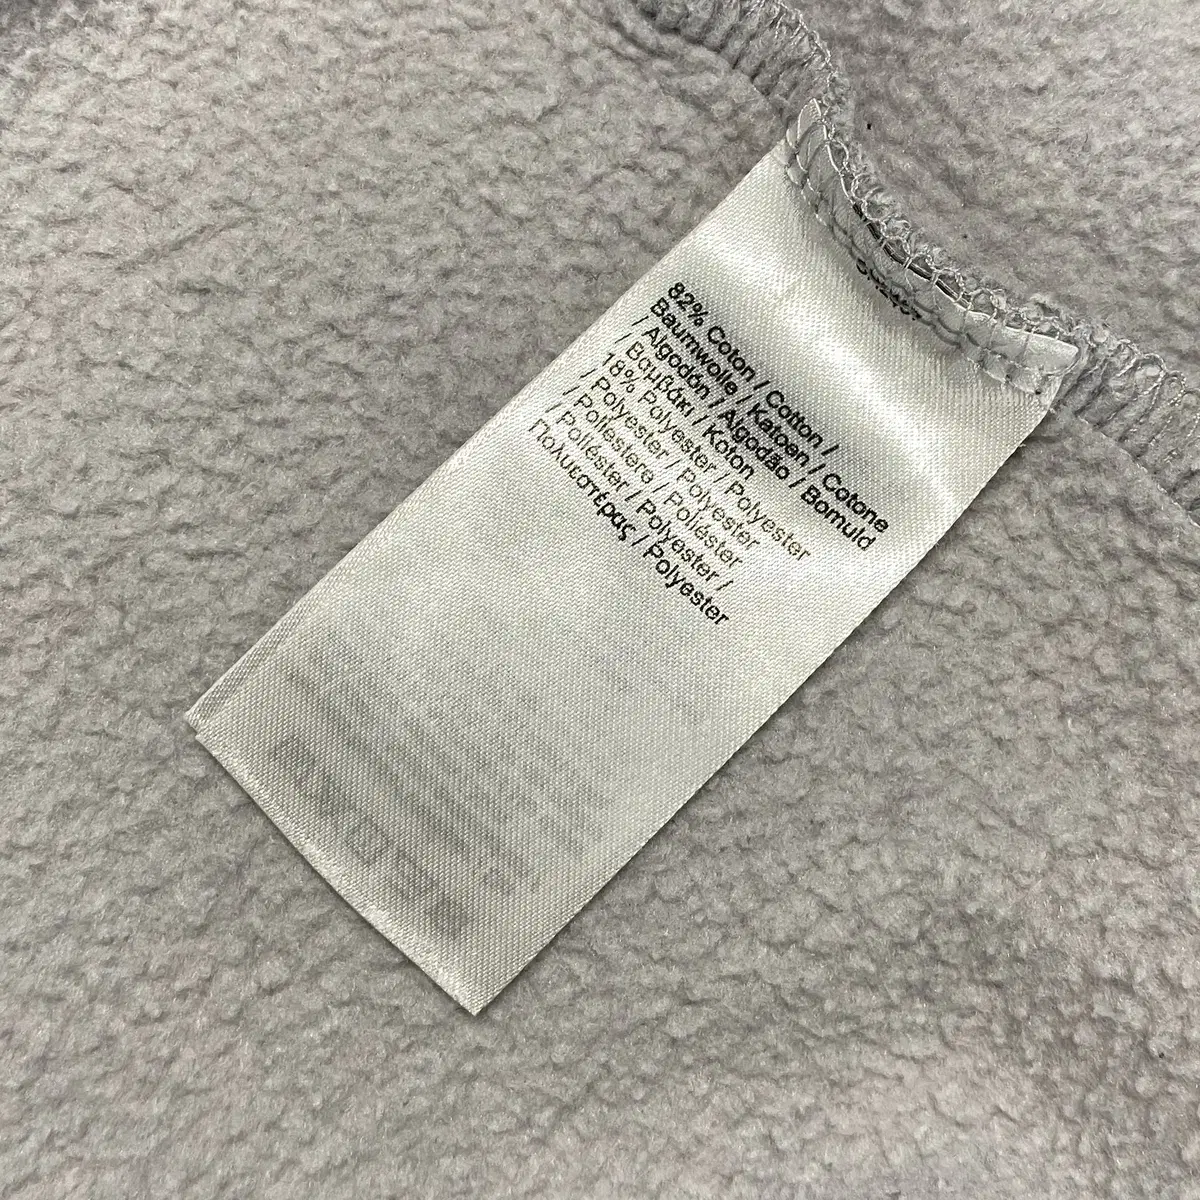 82% Coton / Cotton /
Baumwolle / Katoen / Cotone
/ Algodón / Algodão / Bomuld
/ Βαμβάκι / Koton
18% Polyester / Polyester
/ Polyester / Polyester
/ Poliestere / Poliéster
/ Poliéster / Polyester /
Πολυεστέρας / Polyester